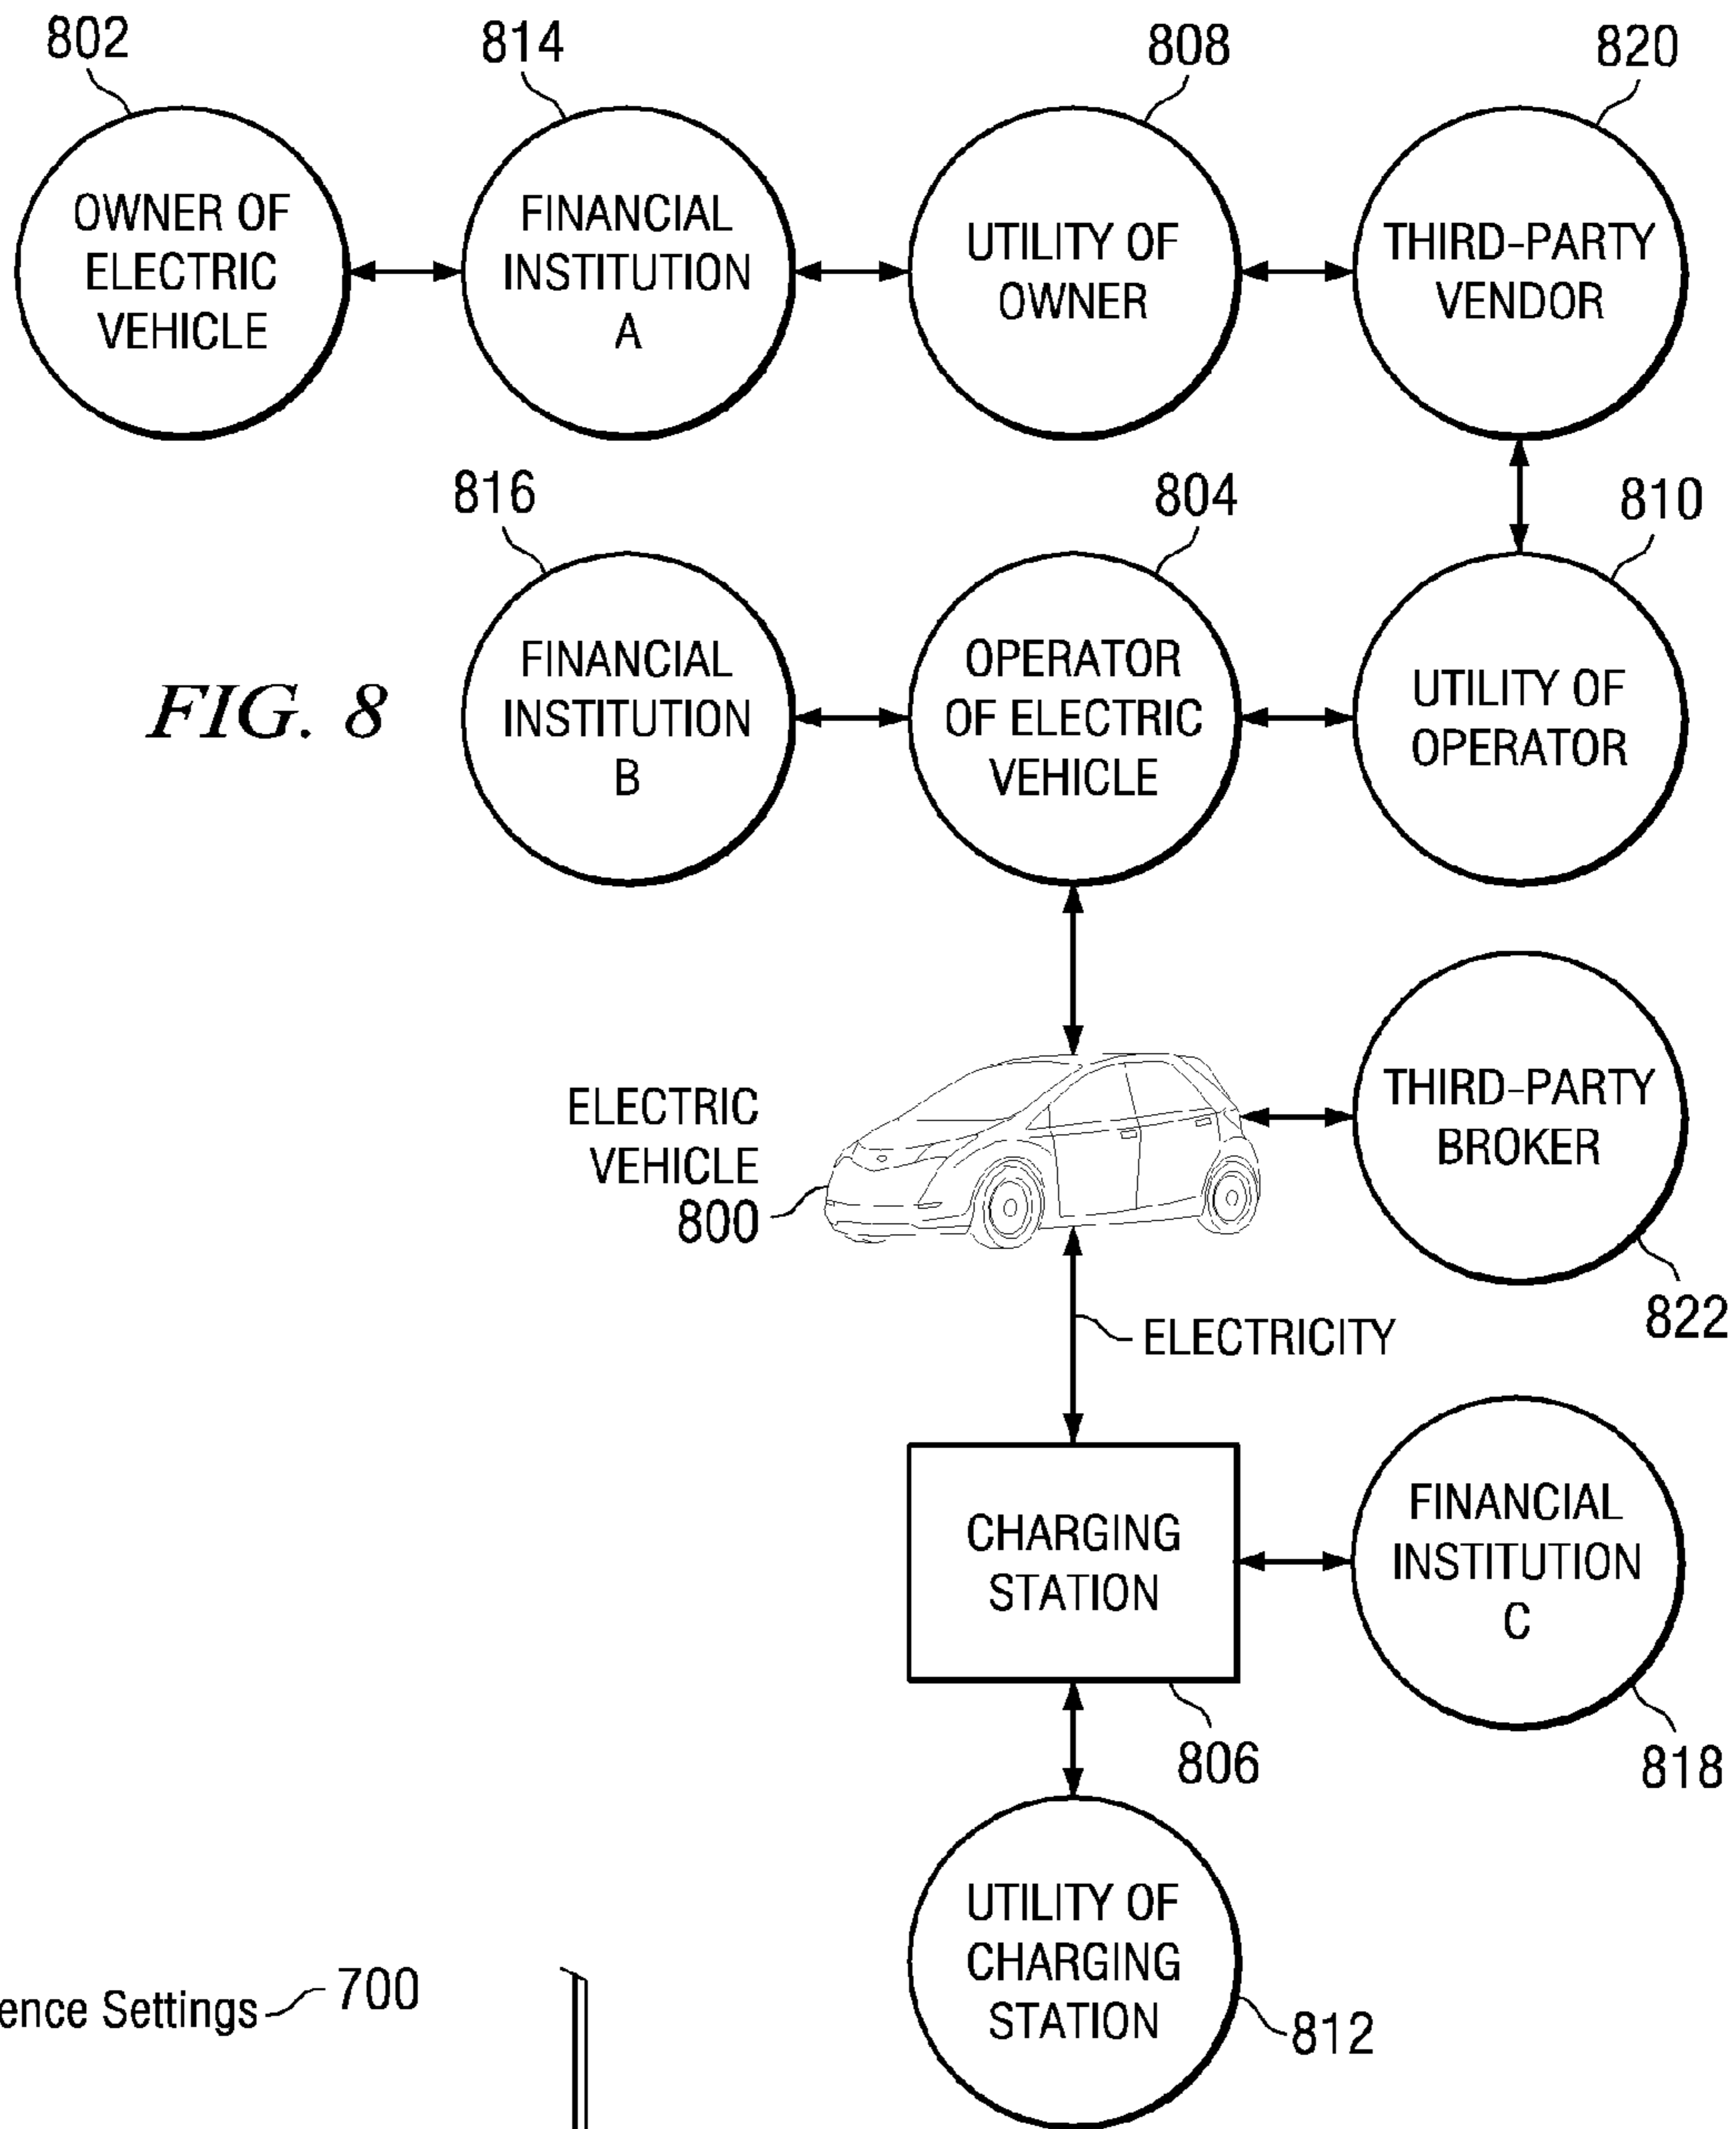 802
814
808
820
OWNER OF
ELECTRIC
VEHICLE
FINANCIAL
INSTITUTION
A
UTILITY OF
OWNER
THIRD-PARTY
VENDOR
816
804
810
FIG. 8
FINANCIAL
INSTITUTION
B
OPERATOR
OF ELECTRIC
VEHICLE
UTILITY OF
OPERATOR
ELECTRIC
VEHICLE
800
THIRD-PARTY
BROKER
822
ELECTRICITY
CHARGING
STATION
FINANCIAL
INSTITUTION
C
806
818
UTILITY OF
CHARGING
STATION
812
Settings 700